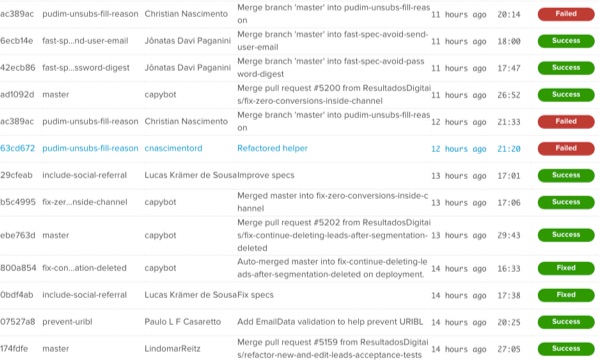 ac389ac pudim-unsubs-fill-reason Christian Nascimento Merge branch 'master' into pudim-unsubs-fill-reas 11 hours ago 20:14 Failed
on
6ecb14e fast-sp...nd-user-email Jônatas Davi Paganini Merge branch 'master' into fast-spec-avoid-send- 11 hours ago 18:00 Success
user-email
42ecb86 fast-sp...ssword-digest Jônatas Davi Paganini Merge branch 'master' into fast-spec-avoid-pass 11 hours ago 17:47 Success
word-digest
ad1092d master capybot Merge pull request #5200 from ResultadosDigitai 11 hours ago 26:52 Success
s/fix-zero-conversions-inside-channel
ac389ac pudim-unsubs-fill-reason Christian Nascimento Merge branch 'master' into pudim-unsubs-fill-reas 12 hours ago 21:33 Failed
on
63cd672 pudim-unsubs-fill-reason cnascimentord Refactored helper 12 hours ago 21:20 Failed
29cfeab include-social-referral Lucas Krämer de Sousa Improve specs 13 hours ago 17:01 Success
b5c4995 fix-zer...nside-channel capybot Merged master into fix-zero-conversions-inside-c 13 hours ago 17:06 Success
hannel
ebe763d master capybot Merge pull request #5202 from ResultadosDigitai 13 hours ago 29:43 Success
s/fix-continue-deleting-leads-after-segmentation-
deleted
800a854 fix-con...ation-deleted capybot Auto-merged master into fix-continue-deleting-le 14 hours ago 16:33 Fixed
ads-after-segmentation-deleted on deployment.
0bdf4ab include-social-referral Lucas Krämer de Sousa Fix specs 14 hours ago 17:38 Fixed
07527a8 prevent-uribl Paulo L F Casaretto Add EmailData validation to help prevent URIBL 14 hours ago 20:25 Success
174fdfe master LindomarReitz Merge pull request #5159 from ResultadosDigitai 14 hours ago 27:05 Success
s/refactor-new-and-edit-leads-acceptance-tests